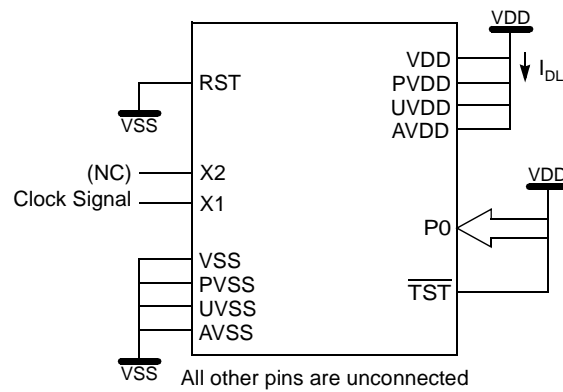 VDD
VDD
I_DL
PVDD
UVDD
AVDD
RST
VSS
(NC)
X2
Clock Signal
X1
VDD
P0
VSS
PVSS
UVSS
AVSS
TST
VSS
All other pins are unconnected